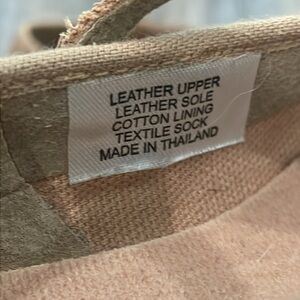 LEATHER UPPER
LEATHER SOLE
COTTON LINING
TEXTILE SOCK
MADE IN THAILAND